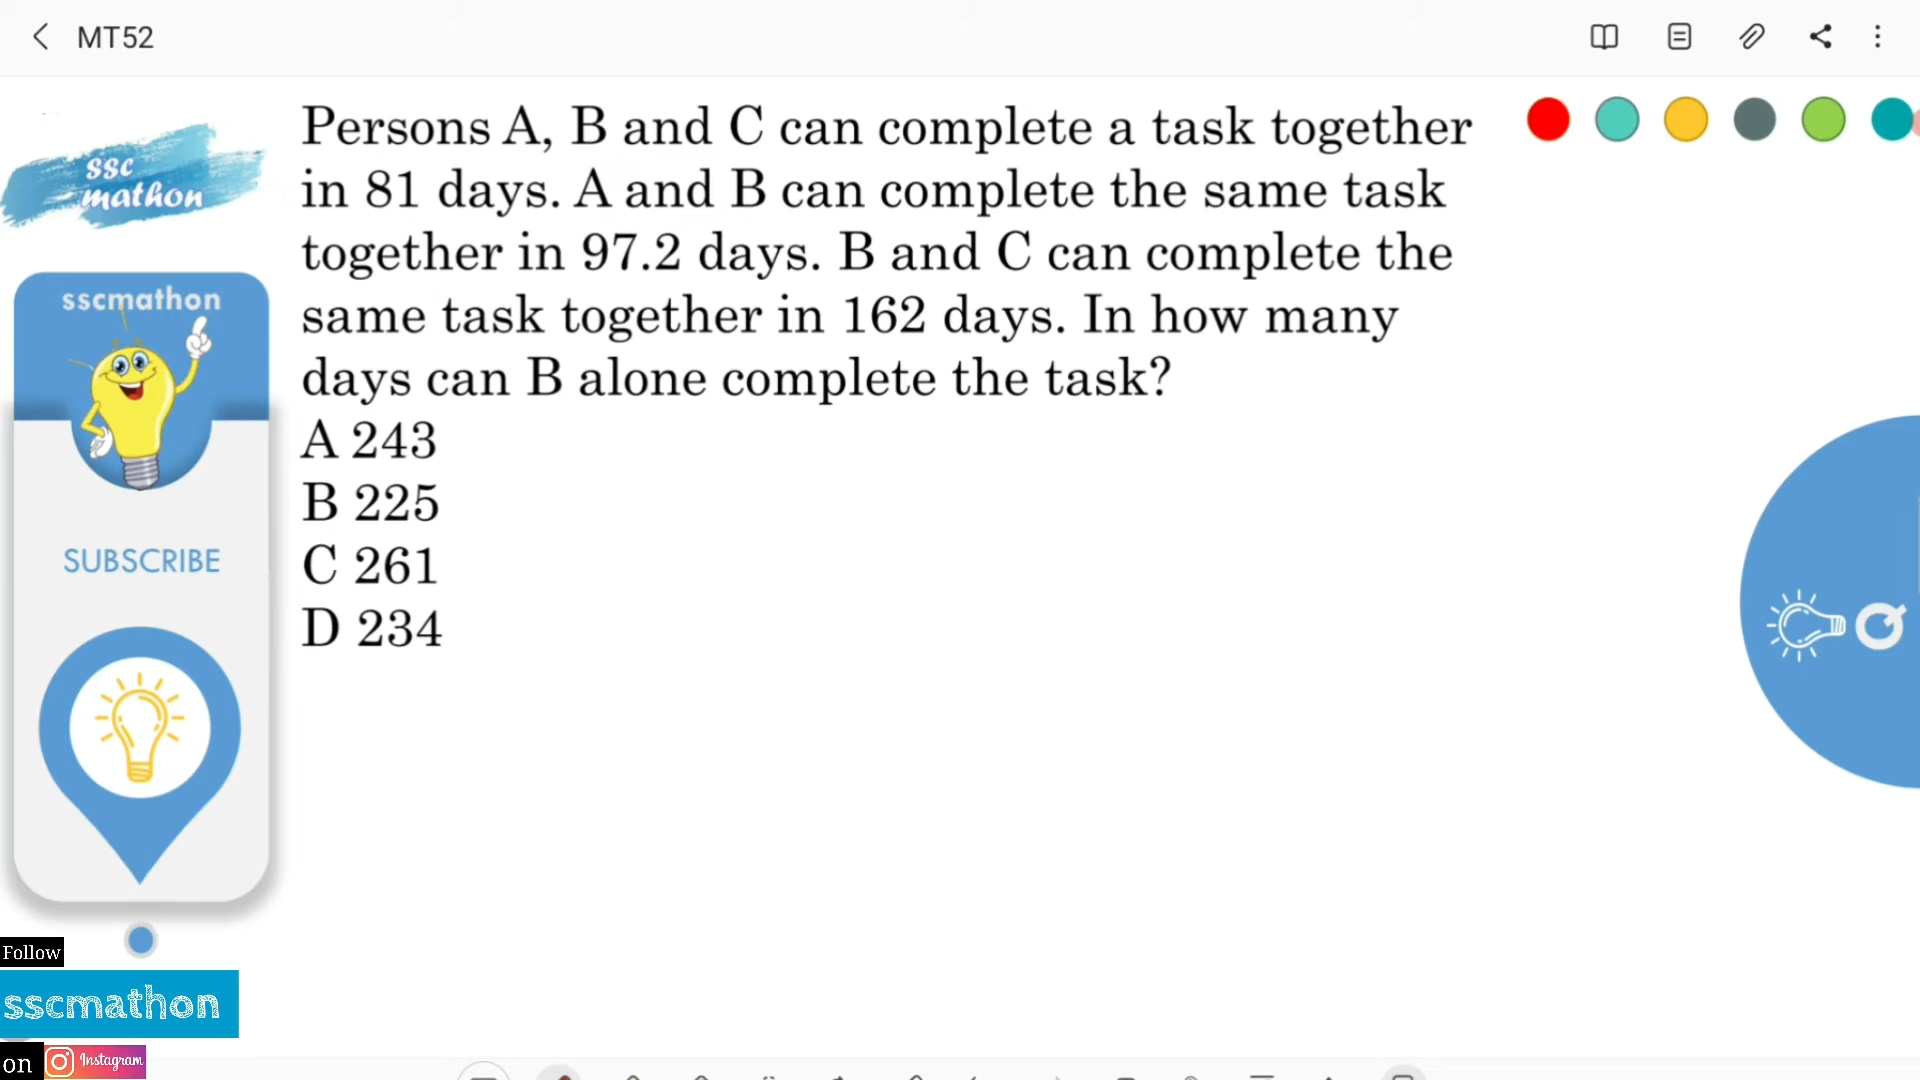 MT52
ssc
mathon
Persons A, B and C can complete a task together
in 81 days. A and B can complete the same task
together in 97.2 days. B and C can complete the
same task together in 162 days. In how many
days can B alone complete the task?
A 243
B 225
C 261
D 234
sscmathon
SUBSCRIBE
Q
Follow
sscmathon
on Instagram